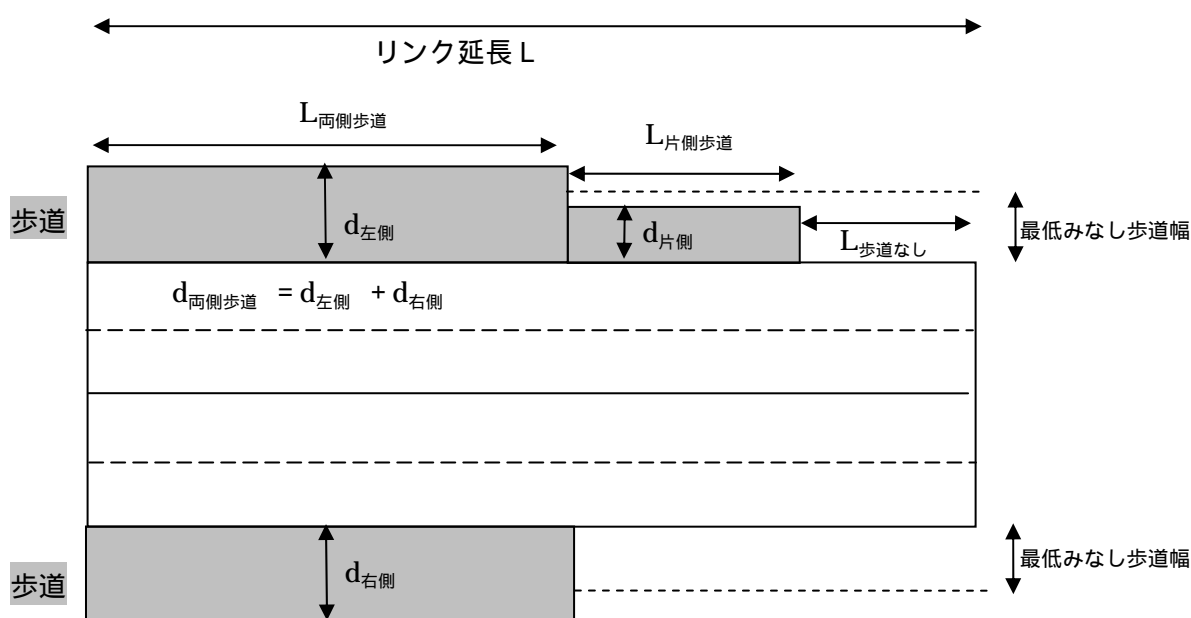 リンク延長 L
L両側歩道
L片側歩道
歩道
d左側
d片側
L歩道なし
最低みなし歩道幅
d両側歩道 = d左側 + d右側
最低みなし歩道幅
歩道
d右側